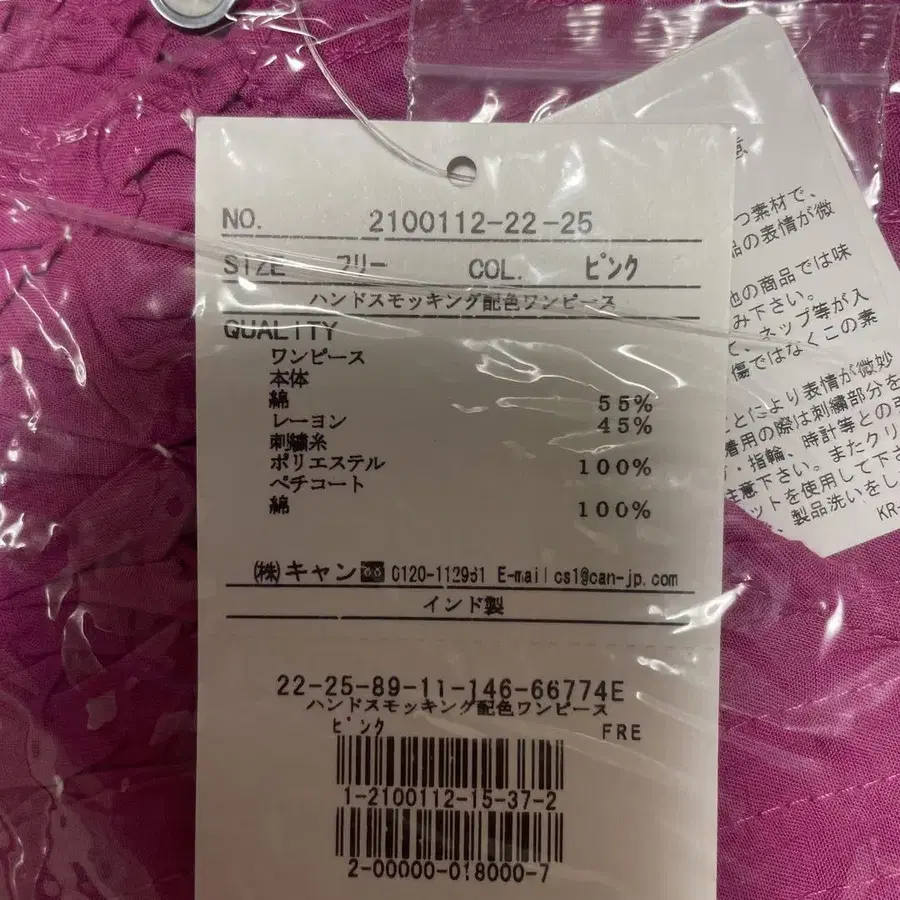 NO. 2100112-22-25
SIZE フリー COL. ピンク
ハンドスモッキング配色ワンピース
QUALITY
ワンピース
本体
綿 55%
レーヨン 45%
刺繍糸
ポリエステル 100%
ペチコート
綿 100%
(株)キャン 0120-112961 E-mail cs1@can-jp.com
インド製
22-25-89-11-146-66774E
ハンドスモッキング配色ワンピース
ピンク FRE
1-2100112-15-37-2
2-00000-018000-7
つ素材で、
品の表情が微
他の商品では味
み下さい。
て、ネップ等が入
傷ではなくこの素
とにより表情が微妙
着用の際は刺繍部分を
・指輪、時計等との引
注意下さい。またクリ
ットを使用して下さ
、製品洗いをし
KR-